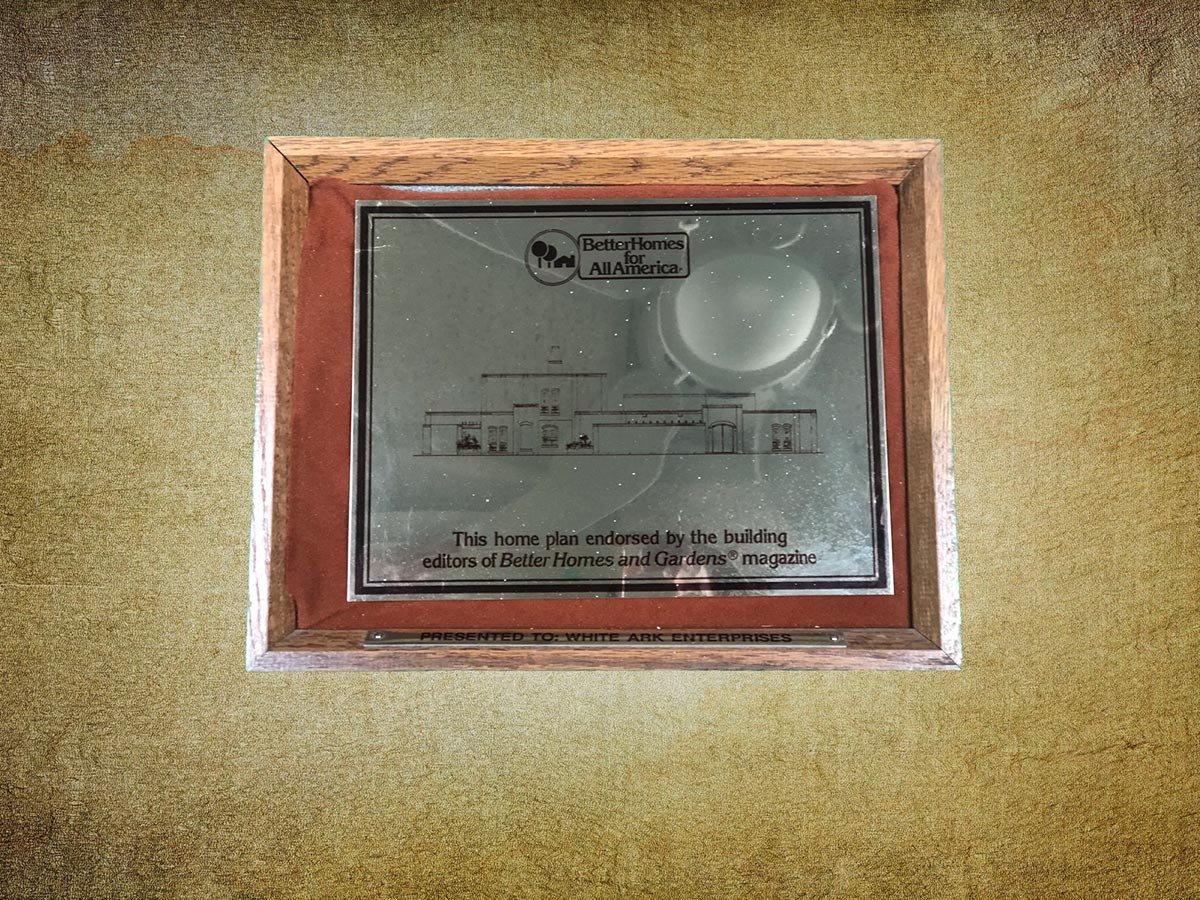 Better Homes
for
All America
This home plan endorsed by the building
editors of Better Homes and Gardens® magazine
PRESENTED TO: WHITE ARK ENTERPRISES